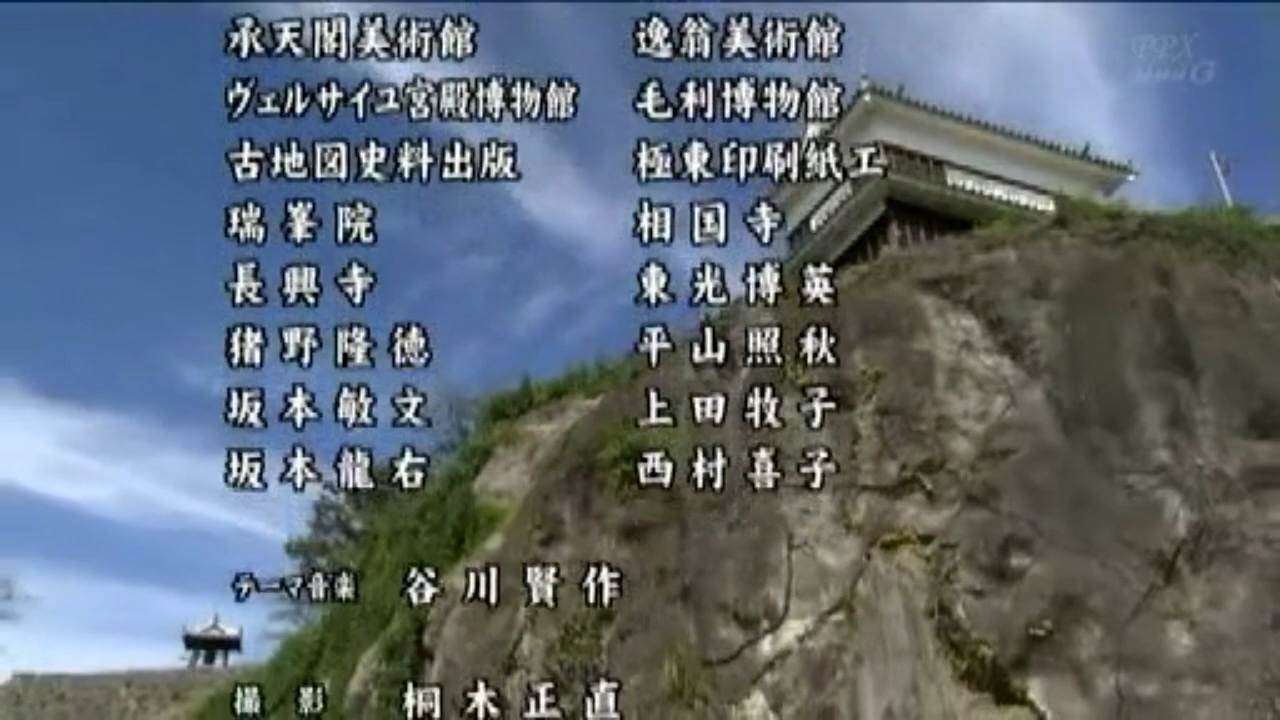 承天閣美術館 逸翁美術館
ヴェルサイユ宮殿博物館 毛利博物館
古地図史料出版 極東印刷紙工
瑞峯院 相国寺
長興寺 東光博英
猪野隆徳 平山照秋
坂本敏文 上田牧子
坂本龍右 西村喜子
テーマ音楽 谷川賢作
撮影 桐木正直